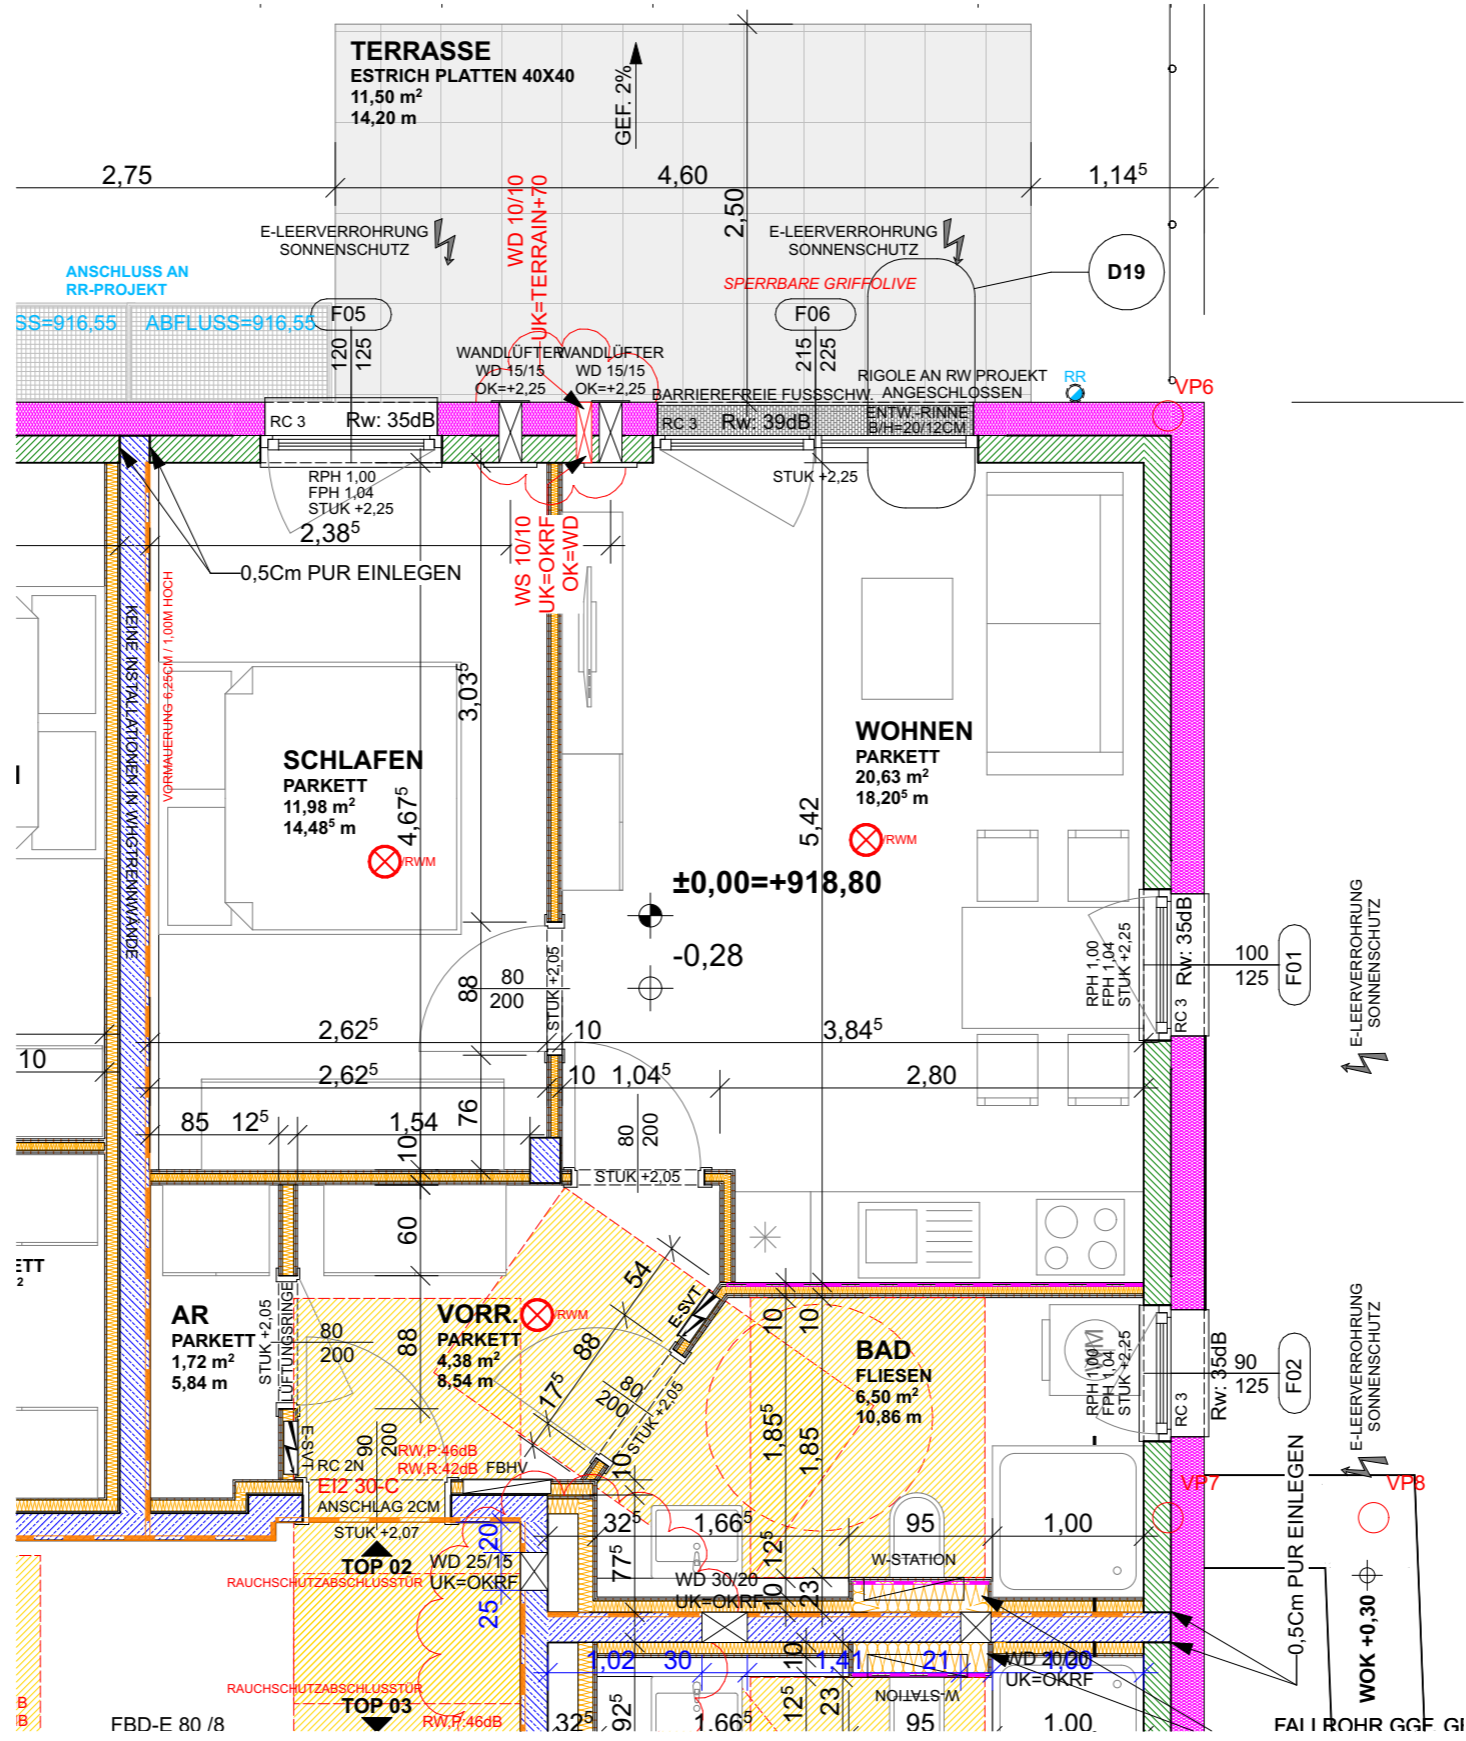 TERRASSE
ESTRICH PLATTEN 40X40
11,50 m²
14,20 m
GEF. 2%
2,75
4,60
1,14⁵
2,50
E-LEERVERROHRUNG
SONNENSCHUTZ
WD 10/10
UK=TERRAIN+70
E-LEERVERROHRUNG
SONNENSCHUTZ
SPERRBARE GRIFFOLIVE
D19
ANSCHLUSS AN
RR-PROJEKT
SS=916,55
ABFLUSS=916,55
F05
120
125
F06
215
225
WANDLÜFTER
WD 15/15
OK=+2,25
WANDLÜFTER
WD 15/15
OK=+2,25
BARRIEREFREIE FUSSSCHW.
RIGOLE AN RW PROJEKT
ANGESCHLOSSEN
RR
VP6
RC 3
Rw: 35dB
RC 3
Rw: 39dB
ENTW.-RINNE
B/H=20/12CM
RPH 1,00
FPH 1,04
STUK +2,25
STUK +2,25
2,38⁵
0,5Cm PUR EINLEGEN
WS 10/10
UK=OKRF
OK=WD
KEINE INSTALLATIONEN IN WHGTRENNWÄNDE
VORMAUERUNG 6,25CM / 1,00M HOCH
3,03⁵
4,67⁵
SCHLAFEN
PARKETT
11,98 m²
14,48⁵ m
/RWM
WOHNEN
PARKETT
20,63 m²
18,20⁵ m
/RWM
5,42
±0,00=+918,80
-0,28
88
80
200
STUK +2,05
RPH 1,00
FPH 1,04
STUK +2,25
RC 3
Rw: 35dB
100
125
F01
E-LEERVERROHRUNG
SONNENSCHUTZ
10
2,62⁵
10
3,84⁵
2,62⁵
10
1,04⁵
2,80
85
12⁵
1,54
10
76
80
200
STUK +2,05
60
54
88
17⁵
E-SVT
ETT
2
AR
PARKETT
1,72 m²
5,84 m
STUK +2,05
LÜFTUNGSRINGE
80
200
88
VORR.
PARKETT
4,38 m²
8,54 m
/RWM
80
200
STUK +2,05
10
10
BAD
FLIESEN
6,50 m²
10,86 m
1,85⁵
1,85
WM
RPH 1,00
FPH 1,04
STUK +2,25
RC 3
Rw: 35dB
90
125
F02
E-LEERVERROHRUNG
SONNENSCHUTZ
E-SVT
RC 2N
90
200
RW,P:46dB
RW,R:42dB
FBHV
EI2 30-C
ANSCHLAG 2CM
STUK +2,07
10
VP7
VP8
TOP 02
RAUCHSCHUTZABSCHLUSSTÜR
WD 25/15
UK=OKRF
20
25
32⁵
1,66⁵
95
1,00
77⁵
12⁵
W-STATION
WD 30/20
UK=OKRF
10
23
0,5Cm PUR EINLEGEN
WOK +0,30
1,02
30
10
1,41
21
1,00
WD 20/20
UK=OKRF
RAUCHSCHUTZABSCHLUSSTÜR
TOP 03
RW,P:46dB
B
B
FBD-E 80 /8
32⁵
92⁵
1,66⁵
12⁵
23
W-STATION
95
1,00
FALLROHR GGF. GE